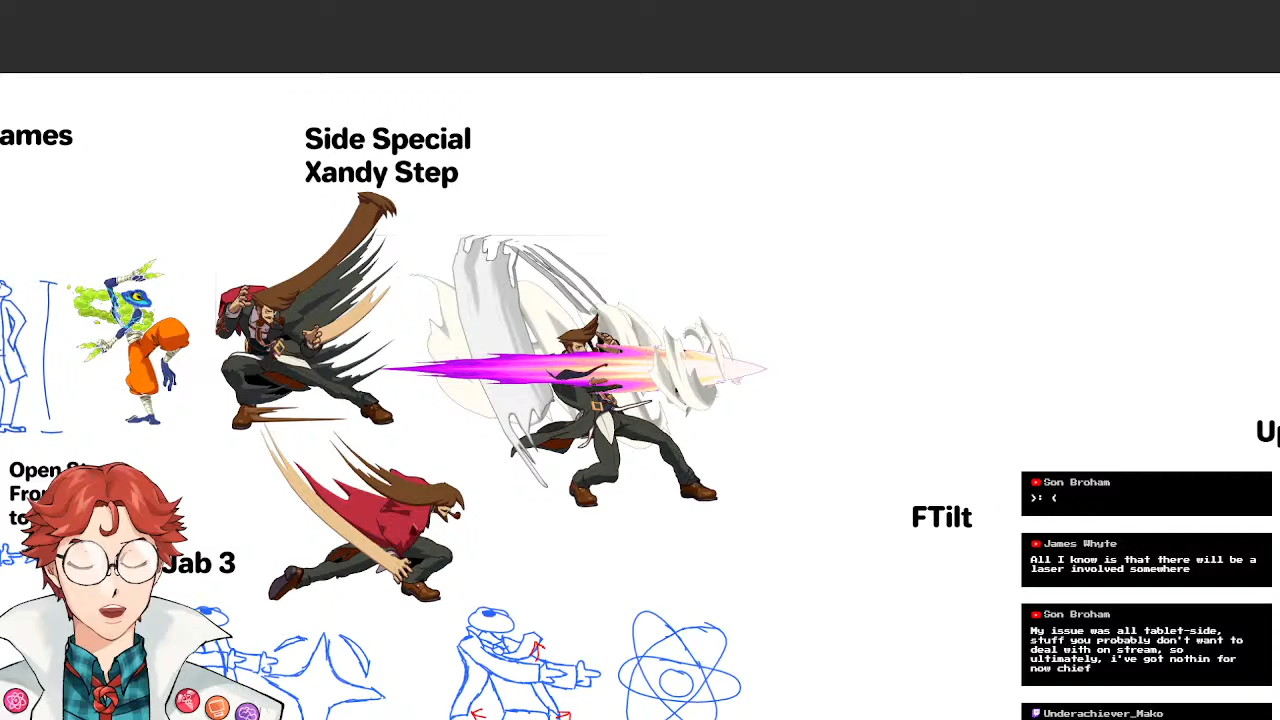 ames
Side Special
Xandy Step
Open St
Fro
to
Jab 3
FTilt
Up
Son Broham
>: <
James Whyte
All I know is that there will be a
laser involved somewhere
Son Broham
My issue was all tablet-side,
stuff you probably don't want to
deal with on stream, so
ultimately, i've got nothin for
now chief
Underachiever_Mako